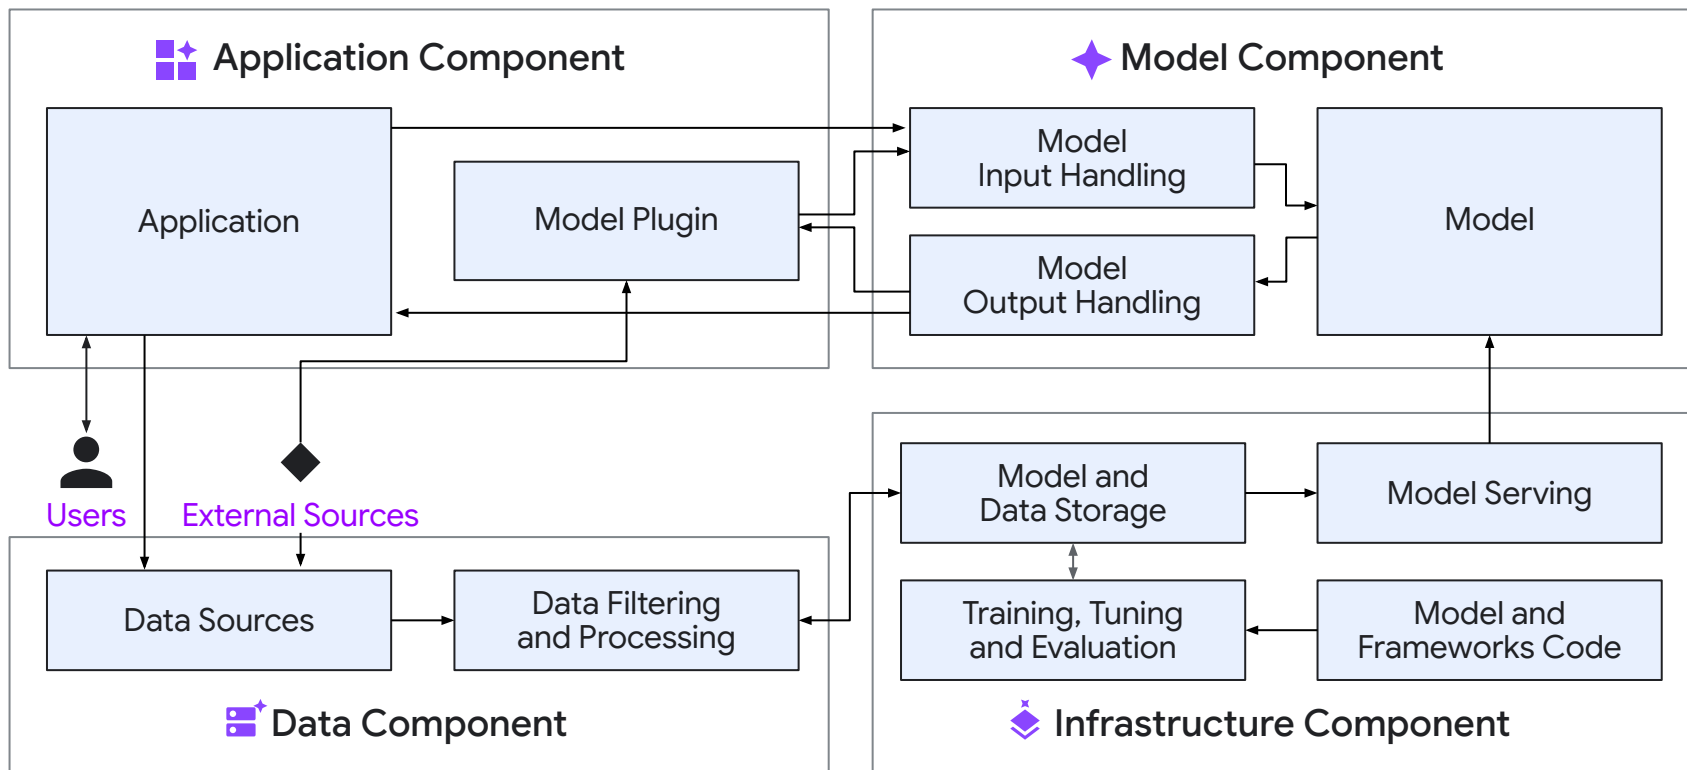 Application Component
Application
Model Plugin
Model Component
Model
Input Handling
Model
Output Handling
Model
Users
External Sources
Data Sources
Data Filtering
and Processing
Data Component
Model and
Data Storage
Model Serving
Training, Tuning
and Evaluation
Model and
Frameworks Code
Infrastructure Component